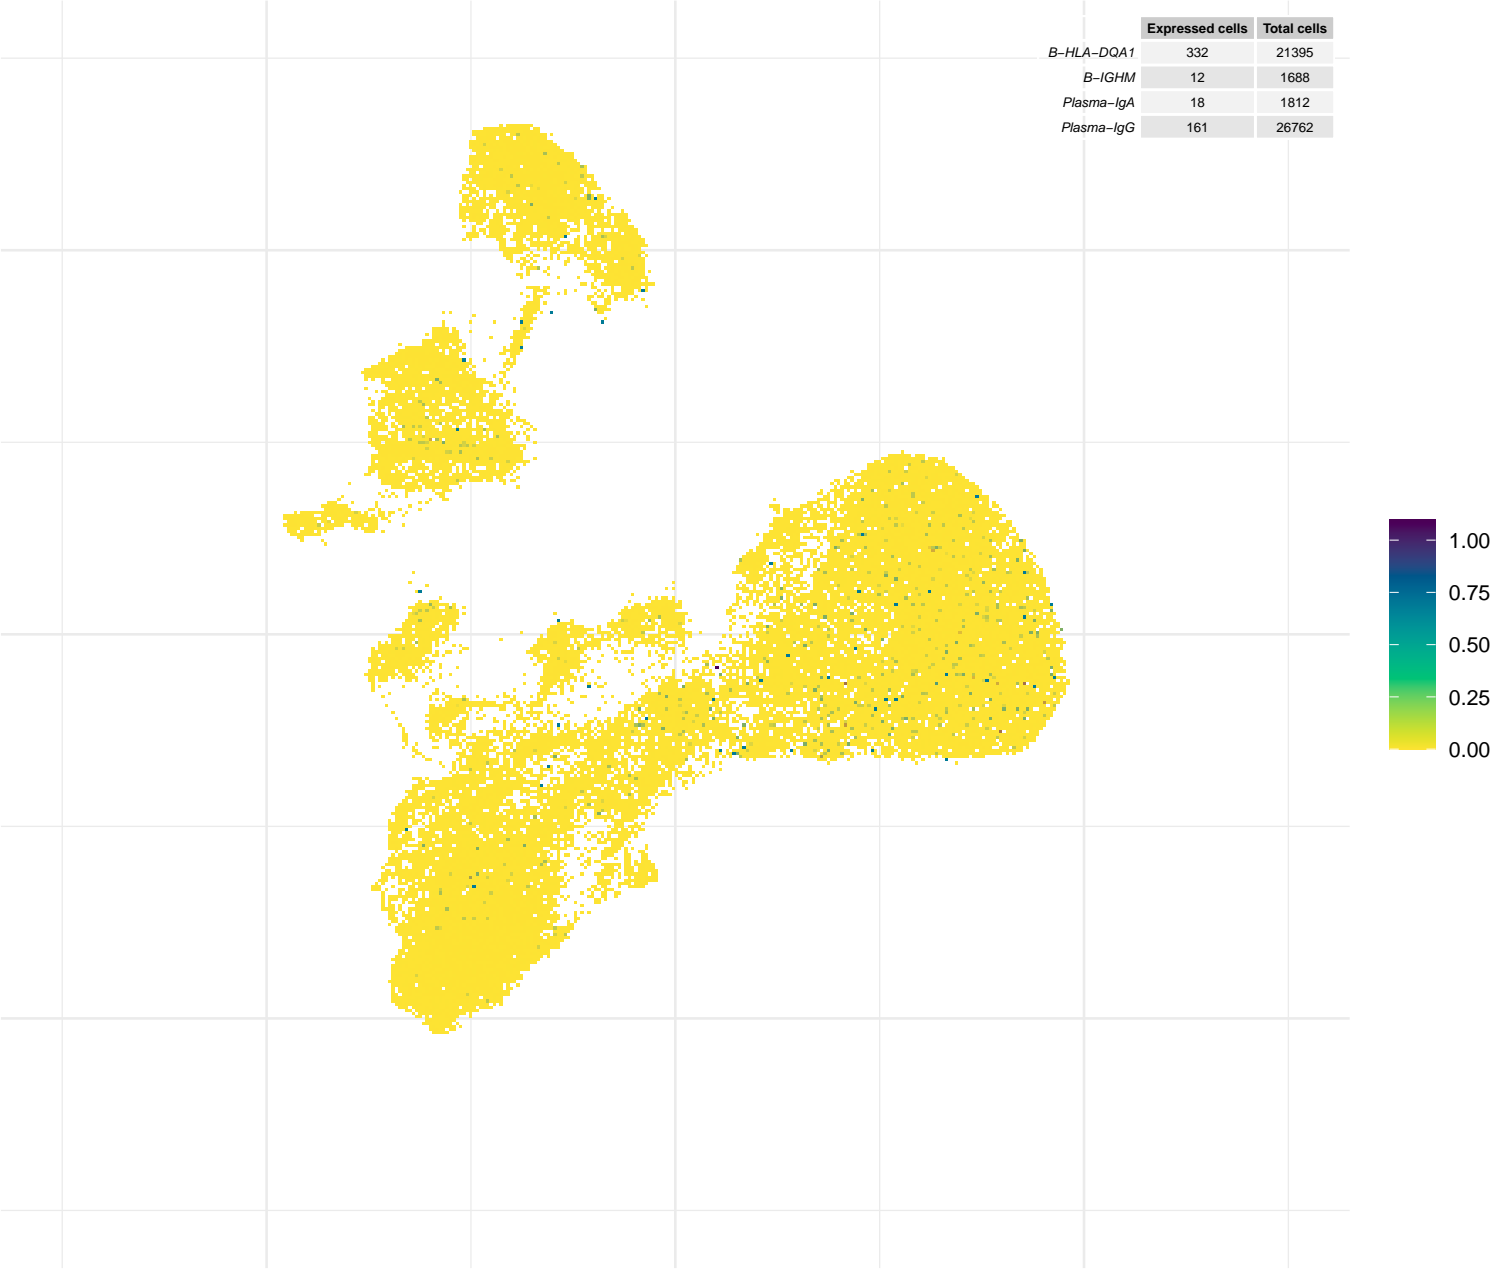 Expressed cells Total cells
B−HLA−DQA1 332 21395
B−IGHM 12 1688
Plasma−IgA 18 1812
Plasma−IgG 161 26762
1.00
0.75
0.50
0.25
0.00